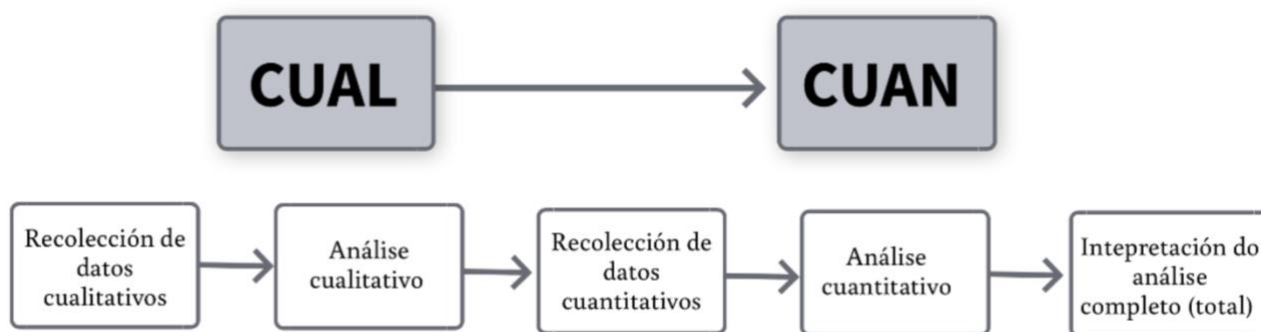 CUAL
CUAN
Recolección de
datos
cualitativos
Análise
cualitativo
Recolección de
datos
cuantitativos
Análise
cuantitativo
Intepretación do
análise
completo (total)